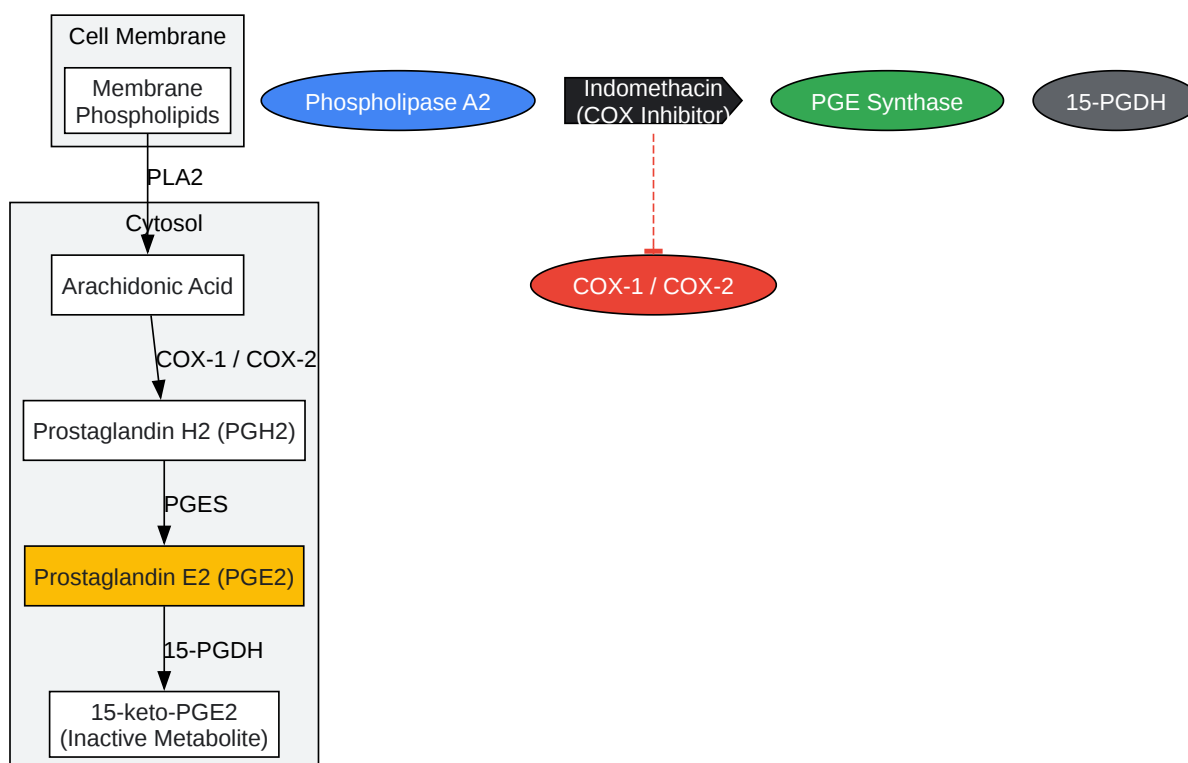 Cell Membrane
Membrane
Phospholipids
Phospholipase A2
Indomethacin
(COX Inhibitor)
PGE Synthase
15-PGDH
PLA2
Cytosol
Arachidonic Acid
COX-1 / COX-2
COX-1 / COX-2
Prostaglandin H2 (PGH2)
PGES
Prostaglandin E2 (PGE2)
15-PGDH
15-keto-PGE2
(Inactive Metabolite)